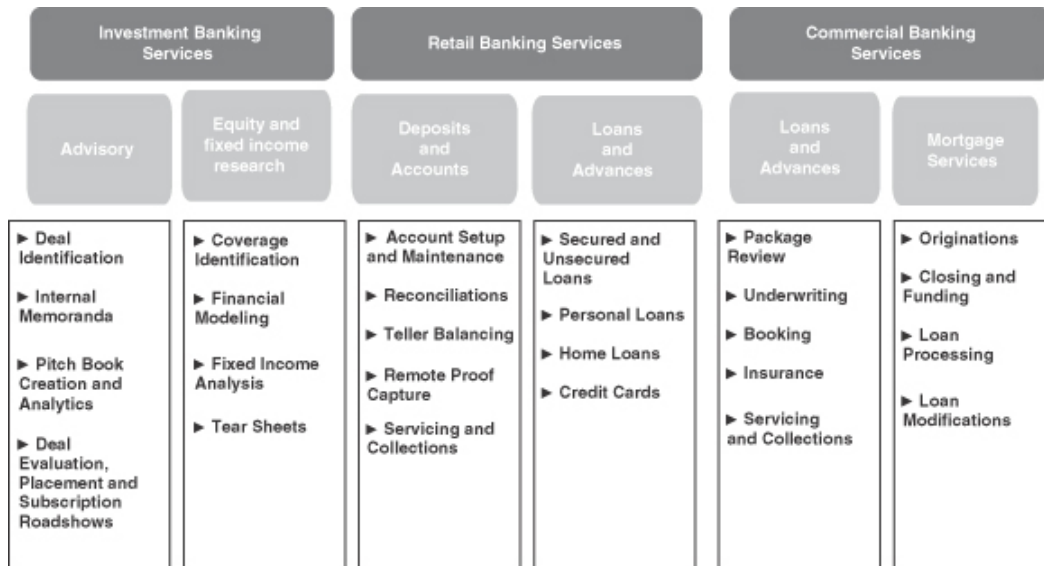 Investment Banking
Services
Retail Banking Services
Commercial Banking
Services
Advisory
Equity and
fixed income
research
Deposits
and
Accounts
Loans
and
Advances
Loans
and
Advances
Mortgage
Services
► Deal
Identification
► Internal
Memoranda
► Pitch Book
Creation and
Analytics
► Deal
Evaluation,
Placement and
Subscription
Roadshows
► Coverage
Identification
► Financial
Modeling
► Fixed Income
Analysis
► Tear Sheets
► Account Setup
and Maintenance
► Reconciliations
► Teller Balancing
► Remote Proof
Capture
► Servicing and
Collections
► Secured and
Unsecured
Loans
► Personal Loans
► Home Loans
► Credit Cards
► Package
Review
► Underwriting
► Booking
► Insurance
► Servicing
and Collections
► Originations
► Closing and
Funding
► Loan
Processing
► Loan
Modifications